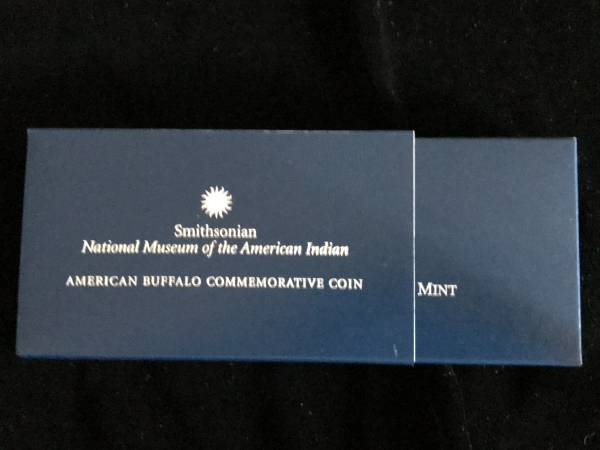 Smithsonian
National Museum of the American Indian
AMERICAN BUFFALO COMMEMORATIVE COIN
MINT